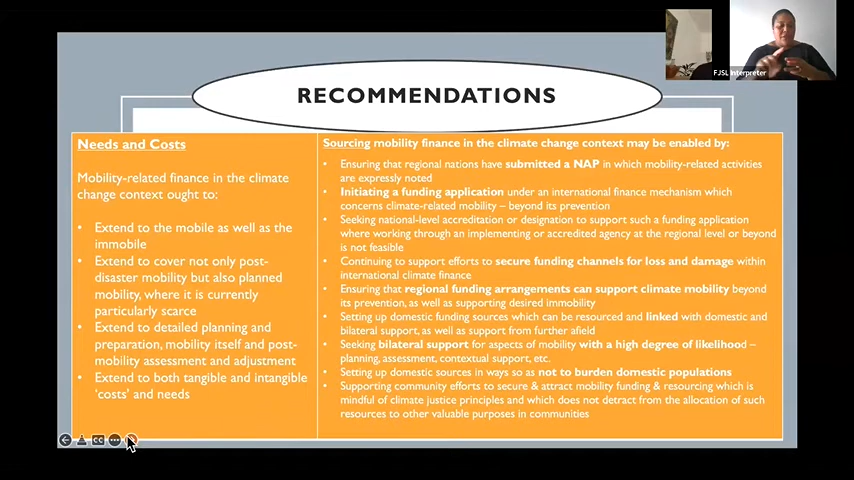 FJSL Interpreter
RECOMMENDATIONS
Needs and Costs
Mobility-related finance in the climate
change context ought to:
• Extend to the mobile as well as the
immobile
• Extend to cover not only post-
disaster mobility but also planned
mobility, where it is currently
particularly scarce
• Extend to detailed planning and
preparation, mobility itself and post-
mobility assessment and adjustment
• Extend to both tangible and intangible
'costs' and needs
Sourcing mobility finance in the climate change context may be enabled by:
• Ensuring that regional nations have submitted a NAP in which mobility-related activities
are expressly noted
• Initiating a funding application under an international finance mechanism which
concerns climate-related mobility – beyond its prevention
• Seeking national-level accreditation or designation to support such a funding application
where working through an implementing or accredited agency at the regional level or beyond
is not feasible
• Continuing to support efforts to secure funding channels for loss and damage within
international climate finance
• Ensuring that regional funding arrangements can support climate mobility beyond
its prevention, as well as supporting desired immobility
• Setting up domestic funding sources which can be resourced and linked with domestic and
bilateral support, as well as support from further afield
• Seeking bilateral support for aspects of mobility with a high degree of likelihood –
planning, assessment, contextual support, etc.
• Setting up domestic sources in ways so as not to burden domestic populations
• Supporting community efforts to secure & attract mobility funding & resourcing which is
mindful of climate justice principles and which does not detract from the allocation of such
resources to other valuable purposes in communities
CC